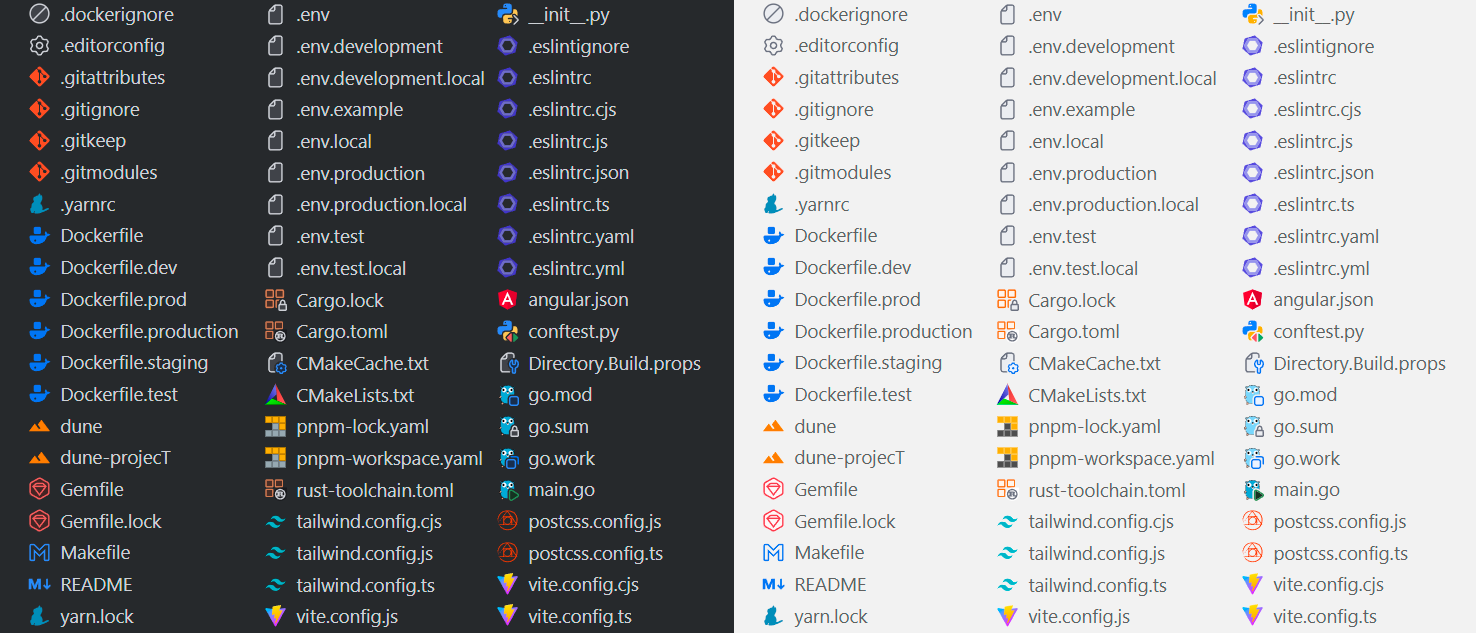 .dockerignore
.editorconfig
.gitattributes
.gitignore
.gitkeep
.gitmodules
.yarnrc
Dockerfile
Dockerfile.dev
Dockerfile.prod
Dockerfile.production
Dockerfile.staging
Dockerfile.test
dune
dune-projecT
Gemfile
Gemfile.lock
Makefile
README
yarn.lock
.env
.env.development
.env.development.local
.env.example
.env.local
.env.production
.env.production.local
.env.test
.env.test.local
Cargo.lock
Cargo.toml
CMakeCache.txt
CMakeLists.txt
pnpm-lock.yaml
pnpm-workspace.yaml
rust-toolchain.toml
tailwind.config.cjs
tailwind.config.js
tailwind.config.ts
vite.config.js
__init__.py
.eslintignore
.eslintrc
.eslintrc.cjs
.eslintrc.js
.eslintrc.json
.eslintrc.ts
.eslintrc.yaml
.eslintrc.yml
angular.json
conftest.py
Directory.Build.props
go.mod
go.sum
go.work
main.go
postcss.config.js
postcss.config.ts
vite.config.cjs
vite.config.ts
.dockerignore
.editorconfig
.gitattributes
.gitignore
.gitkeep
.gitmodules
.yarnrc
Dockerfile
Dockerfile.dev
Dockerfile.prod
Dockerfile.production
Dockerfile.staging
Dockerfile.test
dune
dune-projecT
Gemfile
Gemfile.lock
Makefile
README
yarn.lock
.env
.env.development
.env.development.local
.env.example
.env.local
.env.production
.env.production.local
.env.test
.env.test.local
Cargo.lock
Cargo.toml
CMakeCache.txt
CMakeLists.txt
pnpm-lock.yaml
pnpm-workspace.yaml
rust-toolchain.toml
tailwind.config.cjs
tailwind.config.js
tailwind.config.ts
vite.config.js
__init__.py
.eslintignore
.eslintrc
.eslintrc.cjs
.eslintrc.js
.eslintrc.json
.eslintrc.ts
.eslintrc.yaml
.eslintrc.yml
angular.json
conftest.py
Directory.Build.props
go.mod
go.sum
go.work
main.go
postcss.config.js
postcss.config.ts
vite.config.cjs
vite.config.ts